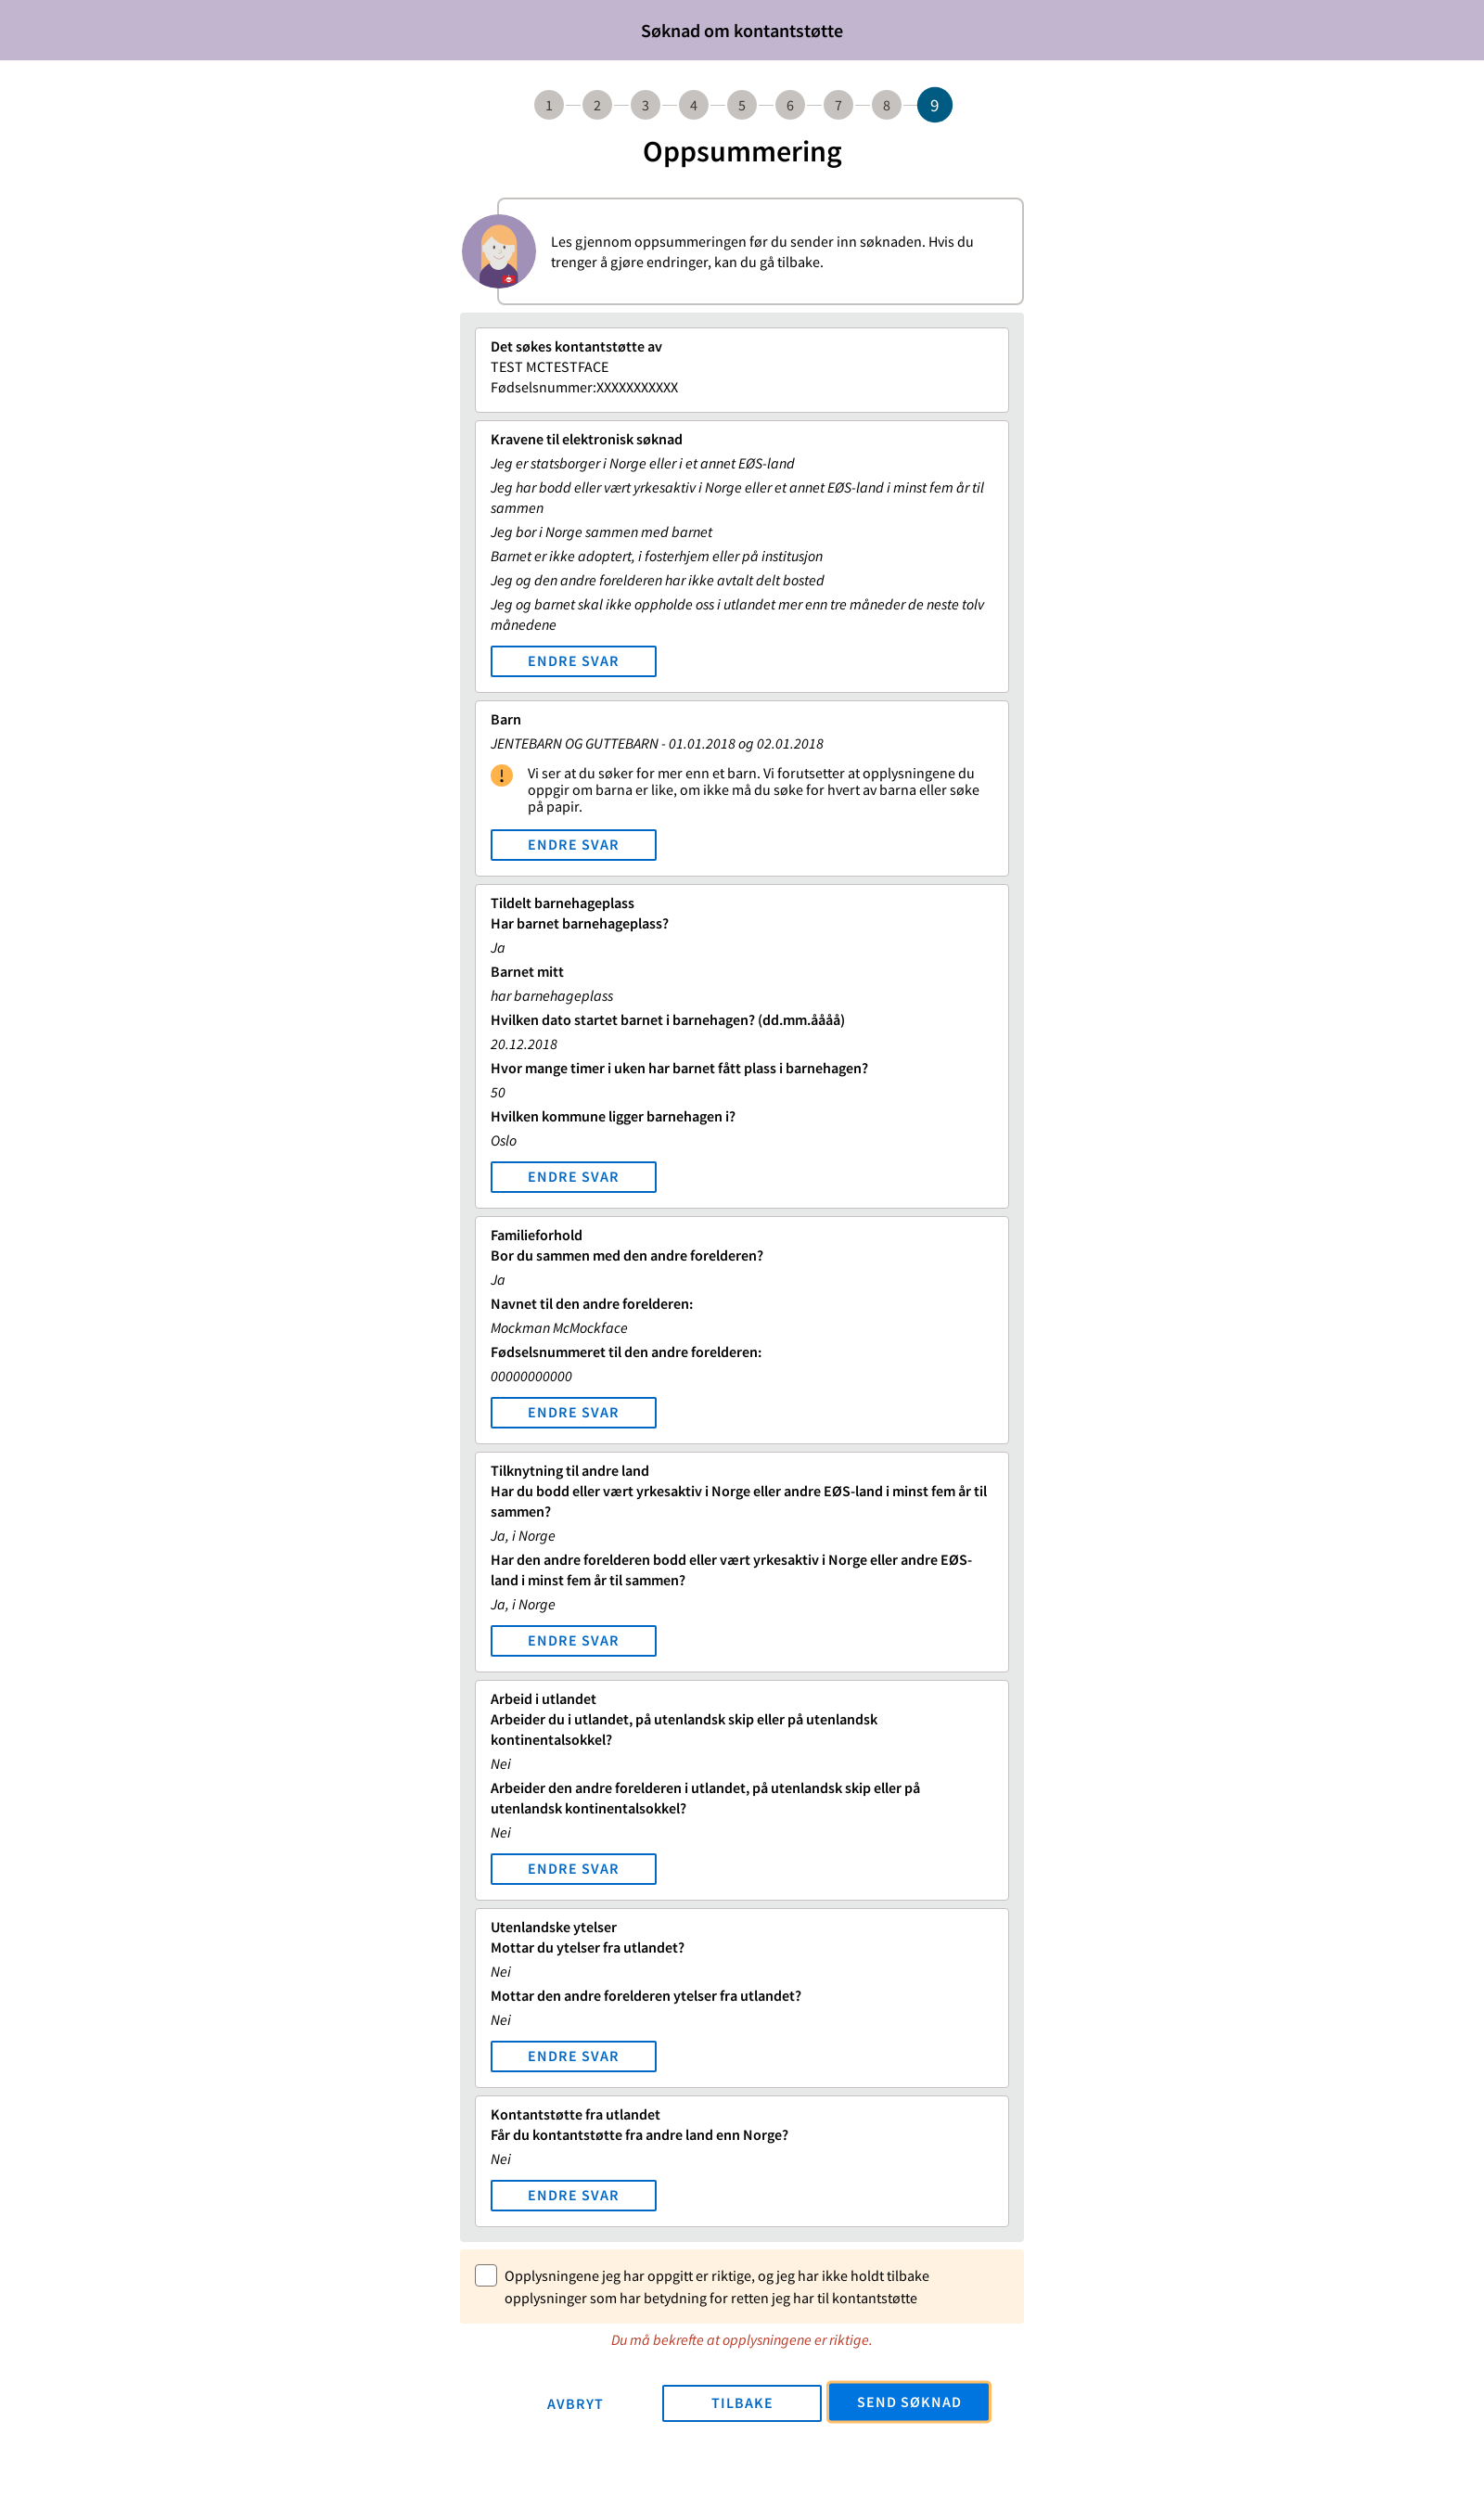 Søknad om kontantstøtte
1 2 3 4 5 6 7 8 9
Oppsummering
Les gjennom oppsummeringen før du sender inn søknaden. Hvis du
trenger å gjøre endringer, kan du gå tilbake.
Det søkes kontantstøtte av
TEST MCTESTFACE
Fødselsnummer:XXXXXXXXXXX
Kravene til elektronisk søknad
Jeg er statsborger i Norge eller i et annet EØS-land
Jeg har bodd eller vært yrkesaktiv i Norge eller et annet EØS-land i minst fem år til
sammen
Jeg bor i Norge sammen med barnet
Barnet er ikke adoptert, i fosterhjem eller på institusjon
Jeg og den andre forelderen har ikke avtalt delt bosted
Jeg og barnet skal ikke oppholde oss i utlandet mer enn tre måneder de neste tolv
månedene
ENDRE SVAR
Barn
JENTEBARN OG GUTTEBARN - 01.01.2018 og 02.01.2018
Vi ser at du søker for mer enn et barn. Vi forutsetter at opplysningene du
oppgir om barna er like, om ikke må du søke for hvert av barna eller søke
på papir.
ENDRE SVAR
Tildelt barnehageplass
Har barnet barnehageplass?
Ja
Barnet mitt
har barnehageplass
Hvilken dato startet barnet i barnehagen? (dd.mm.åååå)
20.12.2018
Hvor mange timer i uken har barnet fått plass i barnehagen?
50
Hvilken kommune ligger barnehagen i?
Oslo
ENDRE SVAR
Familieforhold
Bor du sammen med den andre forelderen?
Ja
Navnet til den andre forelderen:
Mockman McMockface
Fødselsnummeret til den andre forelderen:
00000000000
ENDRE SVAR
Tilknytning til andre land
Har du bodd eller vært yrkesaktiv i Norge eller andre EØS-land i minst fem år til
sammen?
Ja, i Norge
Har den andre forelderen bodd eller vært yrkesaktiv i Norge eller andre EØS-
land i minst fem år til sammen?
Ja, i Norge
ENDRE SVAR
Arbeid i utlandet
Arbeider du i utlandet, på utenlandsk skip eller på utenlandsk
kontinentalsokkel?
Nei
Arbeider den andre forelderen i utlandet, på utenlandsk skip eller på
utenlandsk kontinentalsokkel?
Nei
ENDRE SVAR
Utenlandske ytelser
Mottar du ytelser fra utlandet?
Nei
Mottar den andre forelderen ytelser fra utlandet?
Nei
ENDRE SVAR
Kontantstøtte fra utlandet
Får du kontantstøtte fra andre land enn Norge?
Nei
ENDRE SVAR
Opplysningene jeg har oppgitt er riktige, og jeg har ikke holdt tilbake
opplysninger som har betydning for retten jeg har til kontantstøtte
Du må bekrefte at opplysningene er riktige.
AVBRYT TILBAKE SEND SØKNAD